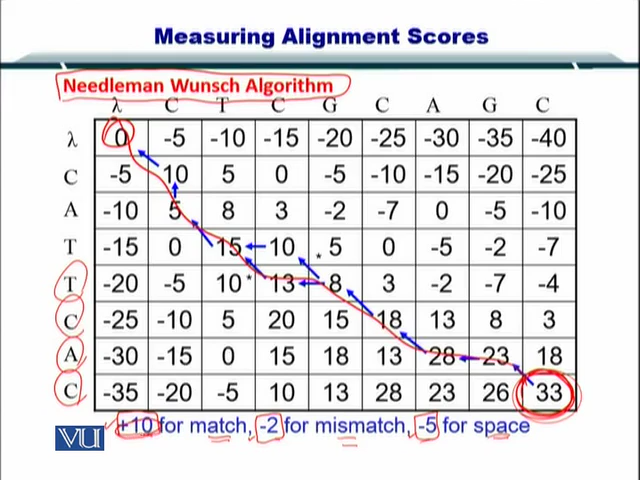 Measuring Alignment Scores
Needleman Wunsch Algorithm
λ C T C G C A G C
λ 0 -5 -10 -15 -20 -25 -30 -35 -40
C -5 10 5 0 -5 -10 -15 -20 -25
A -10 5 8 3 -2 -7 0 -5 -10
T -15 0 15 10 * 5 0 -5 -2 -7
T -20 -5 10 * 13 8 3 -2 -7 -4
C -25 -10 5 20 15 18 13 8 3
A -30 -15 0 15 18 13 28 23 18
C -35 -20 -5 10 13 28 23 26 33
+10 for match, -2 for mismatch, -5 for space
VU